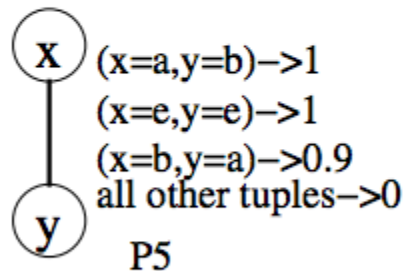 x
(x=a,y=b)−>1
(x=e,y=e)−>1
(x=b,y=a)−>0.9
all other tuples−>0
y
P5